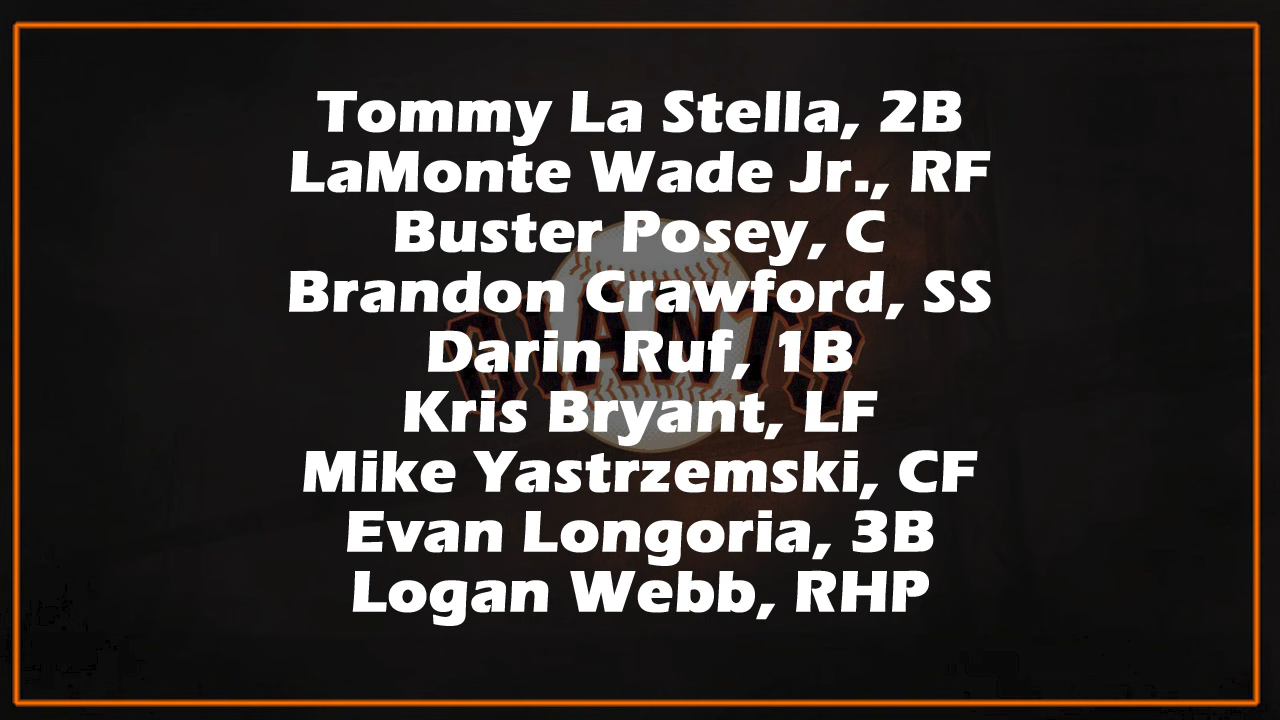 Tommy La Stella, 2B
LaMonte Wade Jr., RF
Buster Posey, C
Brandon Crawford, SS
GIANTS
Darin Ruf, 1B
Kris Bryant, LF
Mike Yastrzemski, CF
Evan Longoria, 3B
Logan Webb, RHP